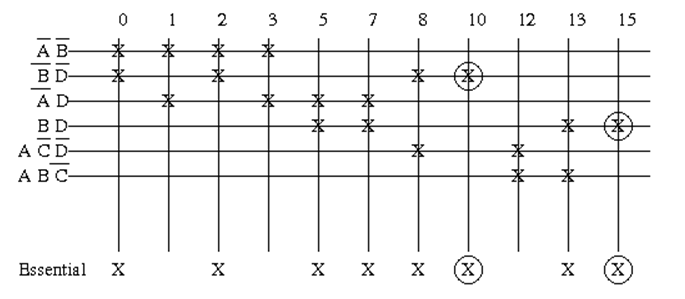 0 1 2 3 5 7 8 10 12 13 15
A̅ B̅ X X X X
B̅ D̅ X X X X
A̅ D X X X X
B D X X X X
A C̅ D̅ X X
A B C̅ X X
Essential X X X X X X X X